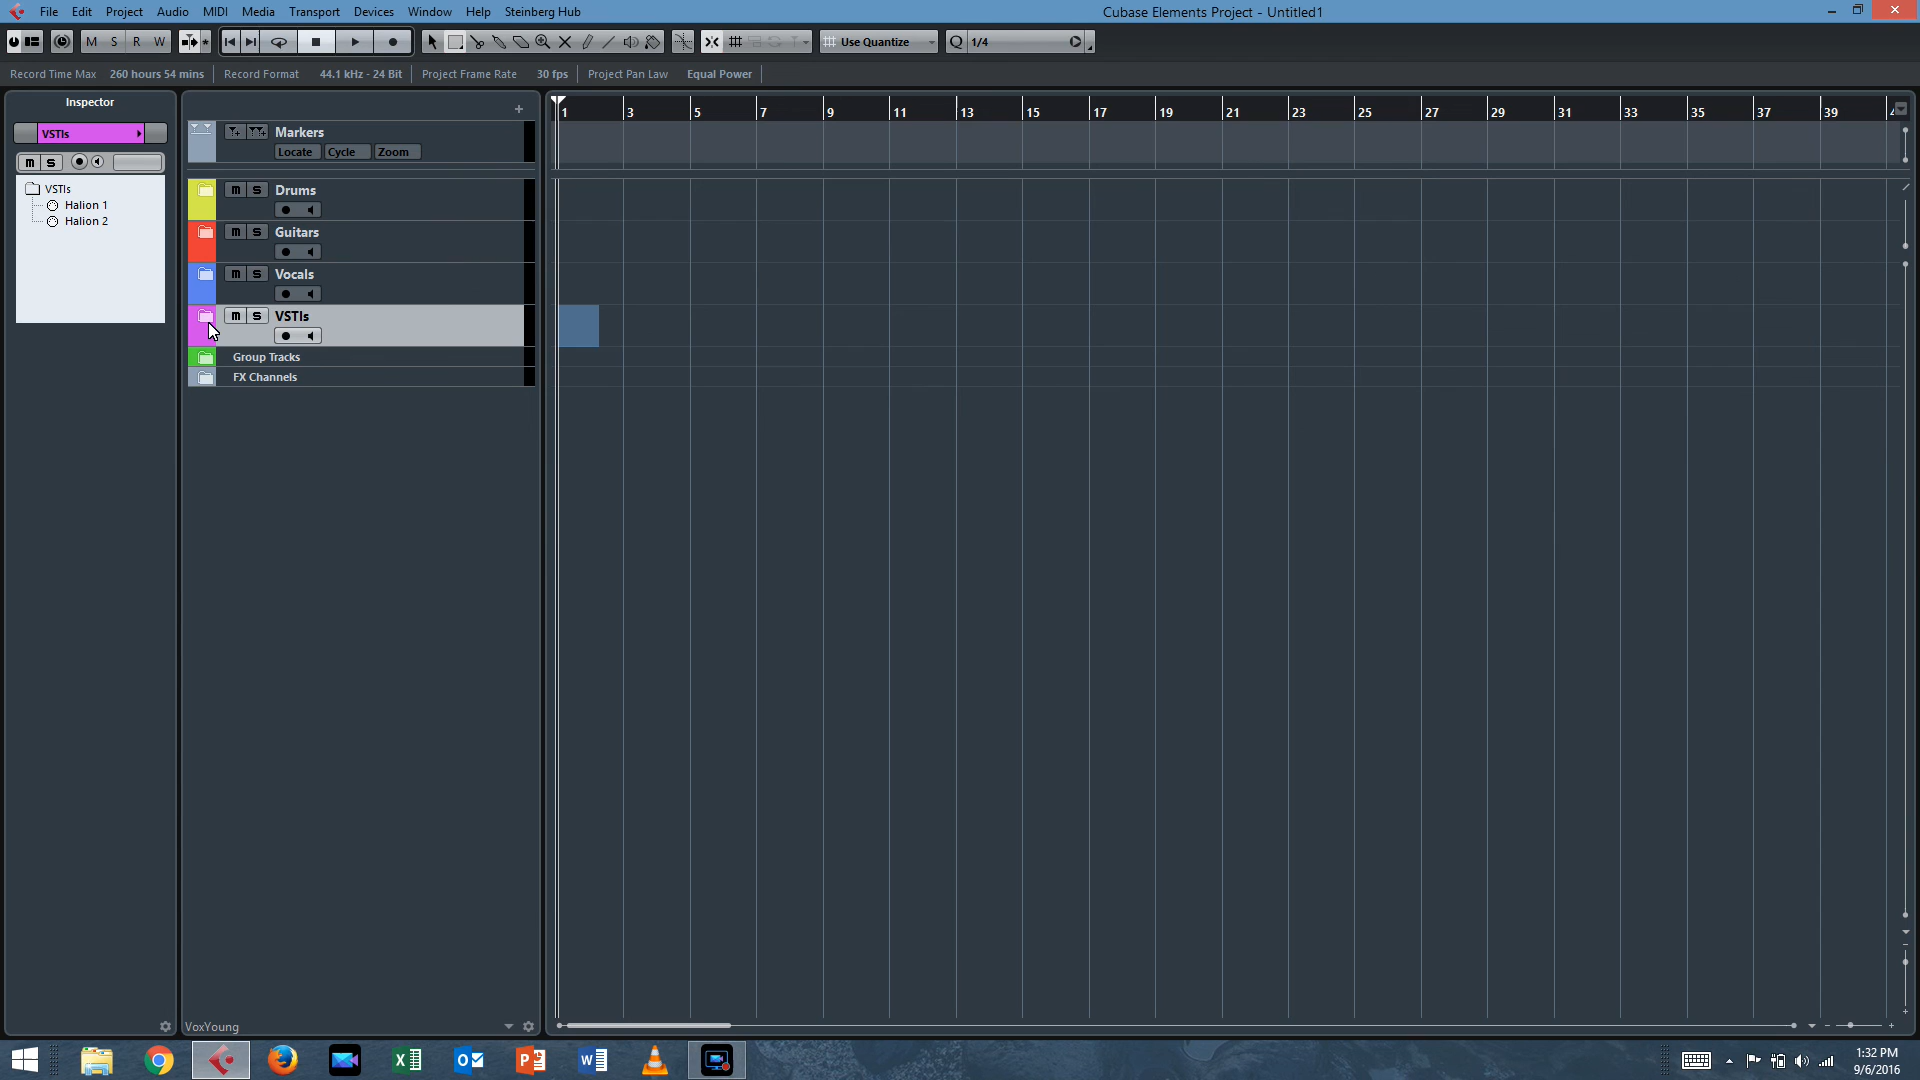 File Edit Project Audio MIDI Media Transport Devices Window Help Steinberg Hub
Cubase Elements Project - Untitled1
M S R W
Use Quantize
Q 1/4
Record Time Max 260 hours 54 mins Record Format 44.1 kHz - 24 Bit Project Frame Rate 30 fps Project Pan Law Equal Power
Inspector
VSTIs
m S
VSTIs
Halion 1
Halion 2
Markers
Locate Cycle Zoom
m S Drums
m S Guitars
m S Vocals
m S VSTIs
Group Tracks
FX Channels
VoxYoung
1 3 5 7 9 11 13 15 17 19 21 23 25 27 29 31 33 35 37 39
1:32 PM
9/6/2016